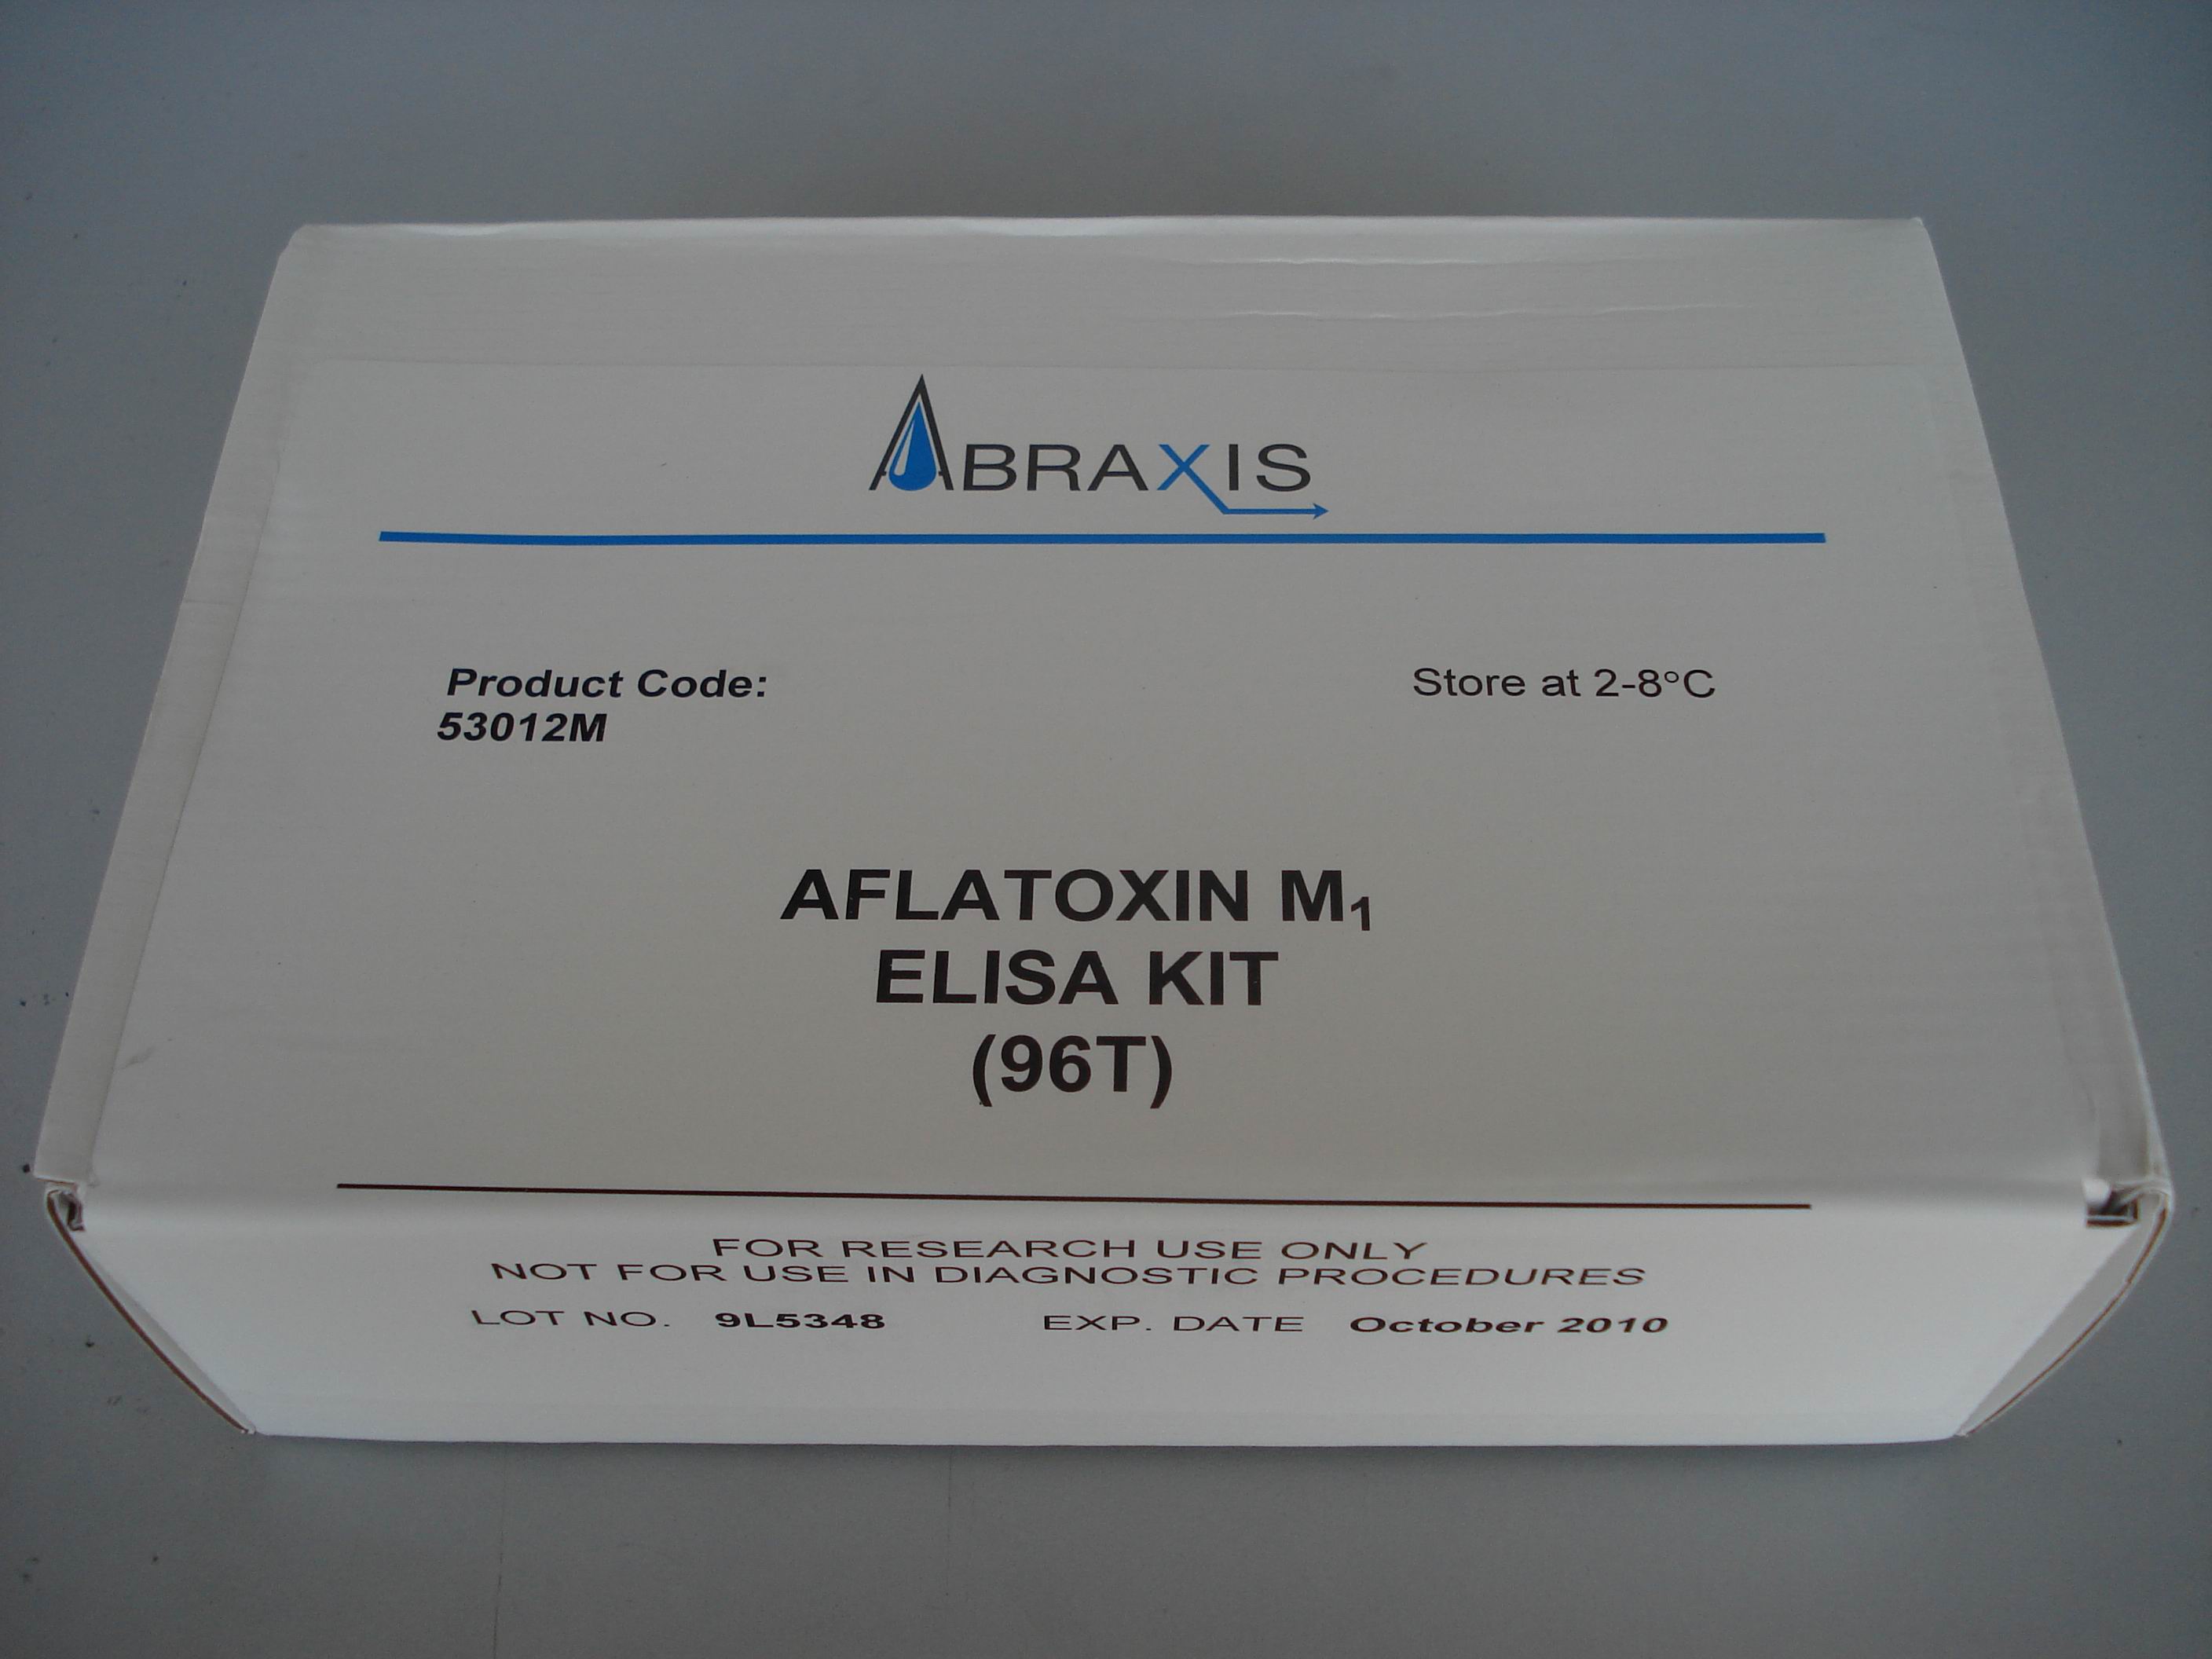 ABRAXIS
Product Code: Store at 2-8°C
53012M
AFLATOXIN M₁
ELISA KIT
(96T)
FOR RESEARCH USE ONLY
NOT FOR USE IN DIAGNOSTIC PROCEDURES
LOT NO. 9L5348 EXP. DATE October 2010